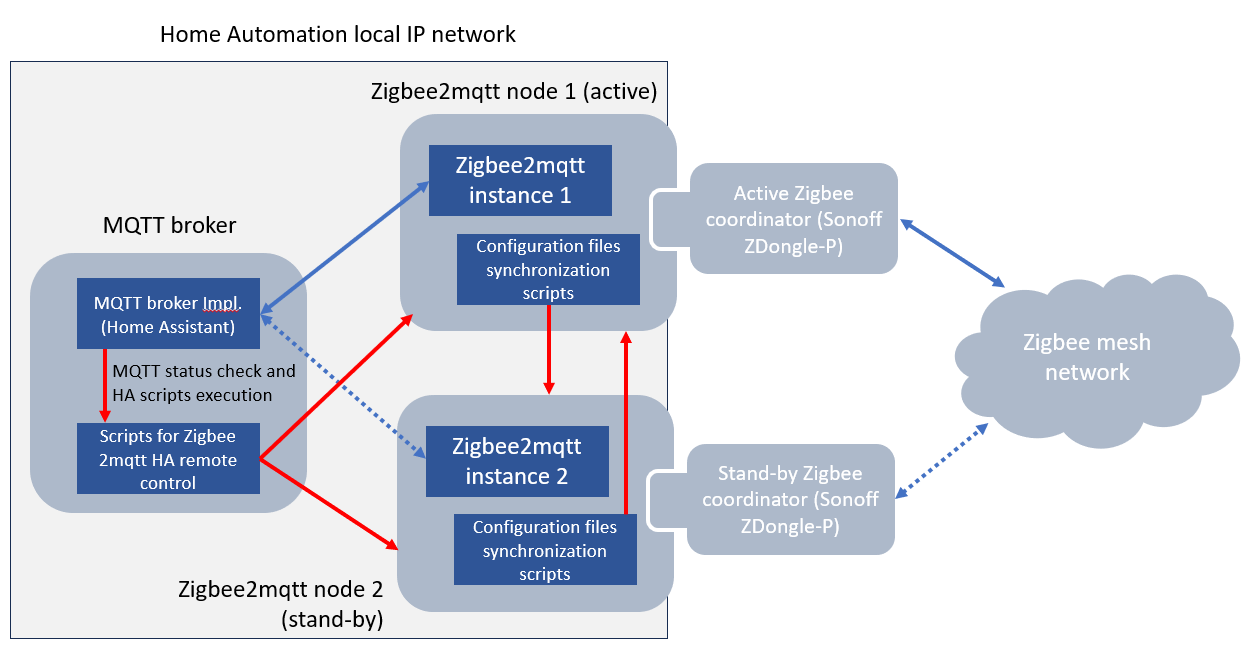 Home Automation local IP network
Zigbee2mqtt node 1 (active)
Zigbee2mqtt
instance 1
Configuration files
synchronization
scripts
Active Zigbee
coordinator (Sonoff
ZDongle-P)
MQTT broker
MQTT broker Impl.
(Home Assistant)
MQTT status check and
HA scripts execution
Scripts for Zigbee
2mqtt HA remote
control
Zigbee mesh
network
Zigbee2mqtt
instance 2
Configuration files
synchronization
scripts
Stand-by Zigbee
coordinator (Sonoff
ZDongle-P)
Zigbee2mqtt node 2
(stand-by)